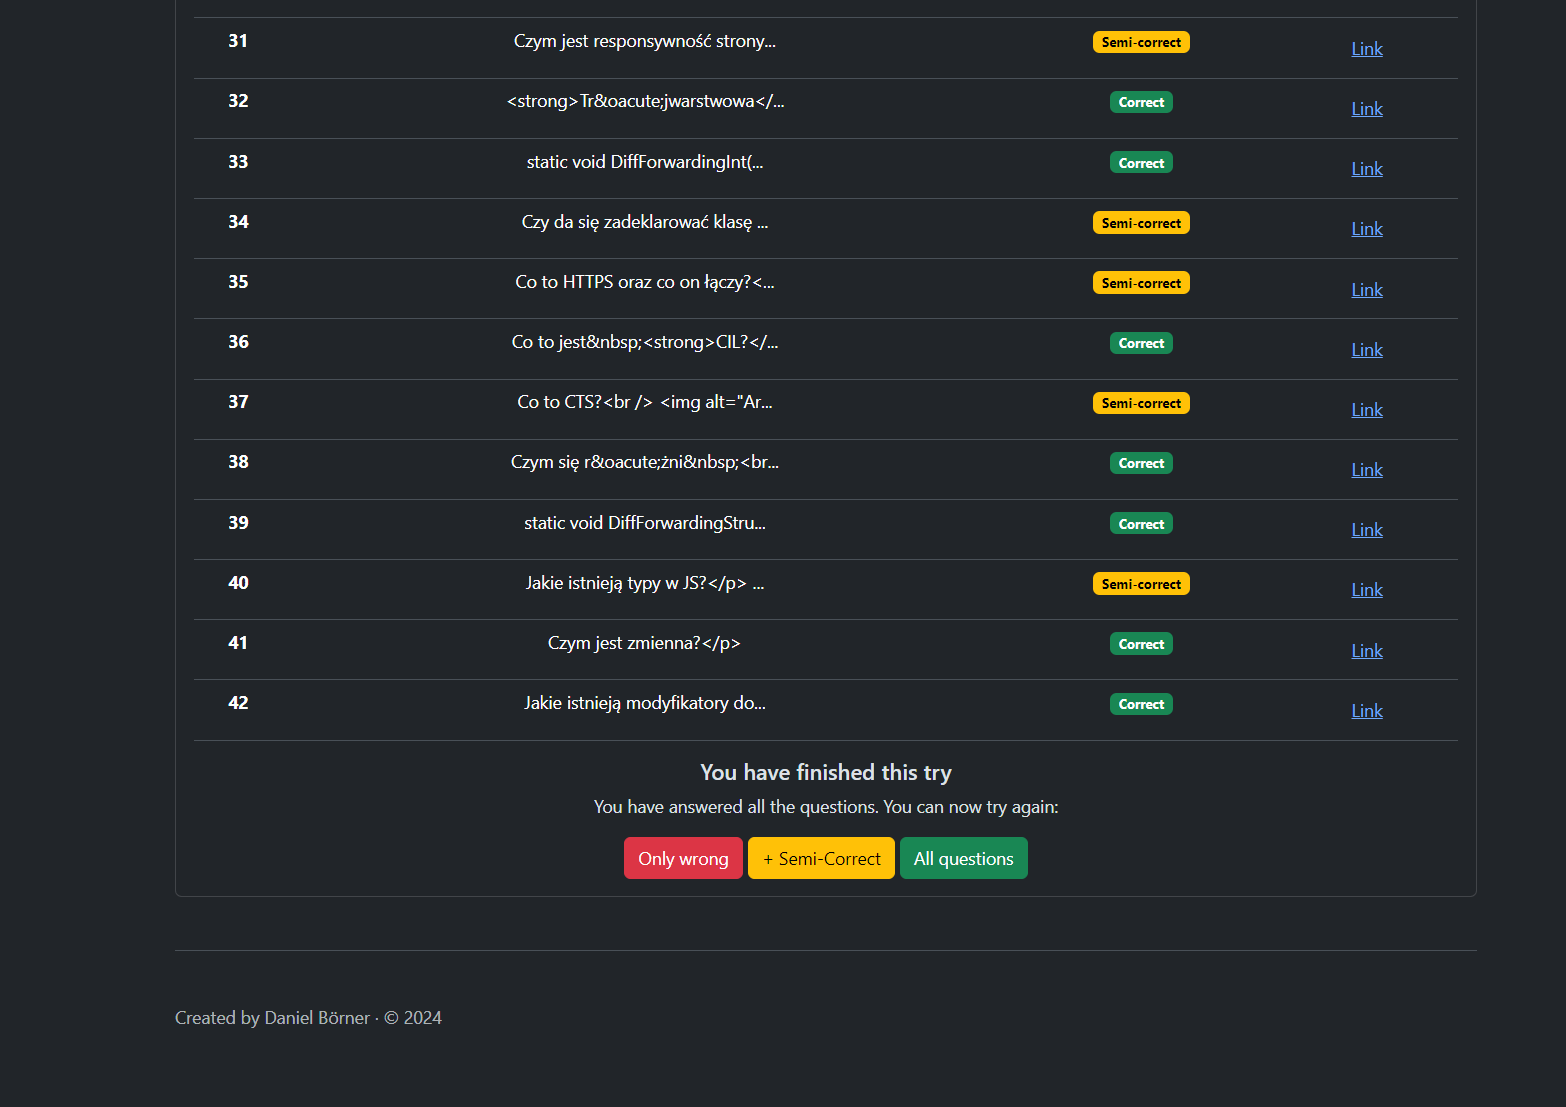 31 Czym jest responsywność strony... Semi-correct Link
32 <strong>Tr&oacute;jwarstwowa</... Correct Link
33 static void DiffForwardingInt(... Correct Link
34 Czy da się zadeklarować klasę ... Semi-correct Link
35 Co to HTTPS oraz co on łączy?<... Semi-correct Link
36 Co to jest&nbsp;<strong>CIL?</... Correct Link
37 Co to CTS?<br /> <img alt="Ar... Semi-correct Link
38 Czym się r&oacute;żni&nbsp;<br... Correct Link
39 static void DiffForwardingStru... Correct Link
40 Jakie istnieją typy w JS?</p> ... Semi-correct Link
41 Czym jest zmienna?</p> Correct Link
42 Jakie istnieją modyfikatory do... Correct Link
You have finished this try
You have answered all the questions. You can now try again:
Only wrong + Semi-Correct All questions
Created by Daniel Börner · © 2024